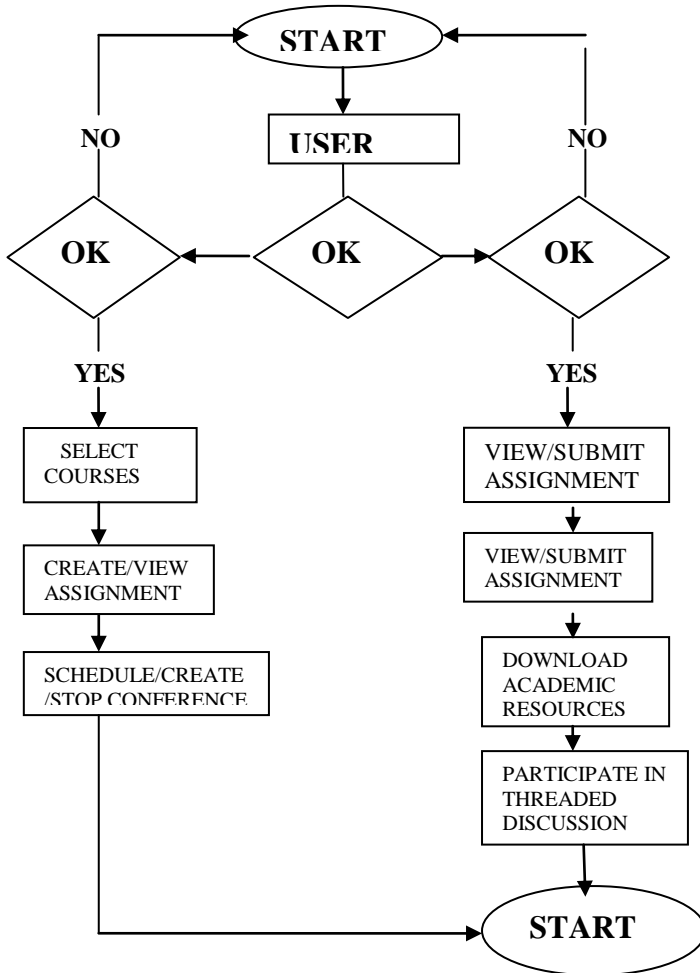 START
USER
NO
NO
OK
OK
OK
YES
YES
SELECT
COURSES
VIEW/SUBMIT
ASSIGNMENT
CREATE/VIEW
ASSIGNMENT
VIEW/SUBMIT
ASSIGNMENT
SCHEDULE/CREATE
/STOP CONFERENCE
DOWNLOAD
ACADEMIC
RESOURCES
PARTICIPATE IN
THREADED
DISCUSSION
START